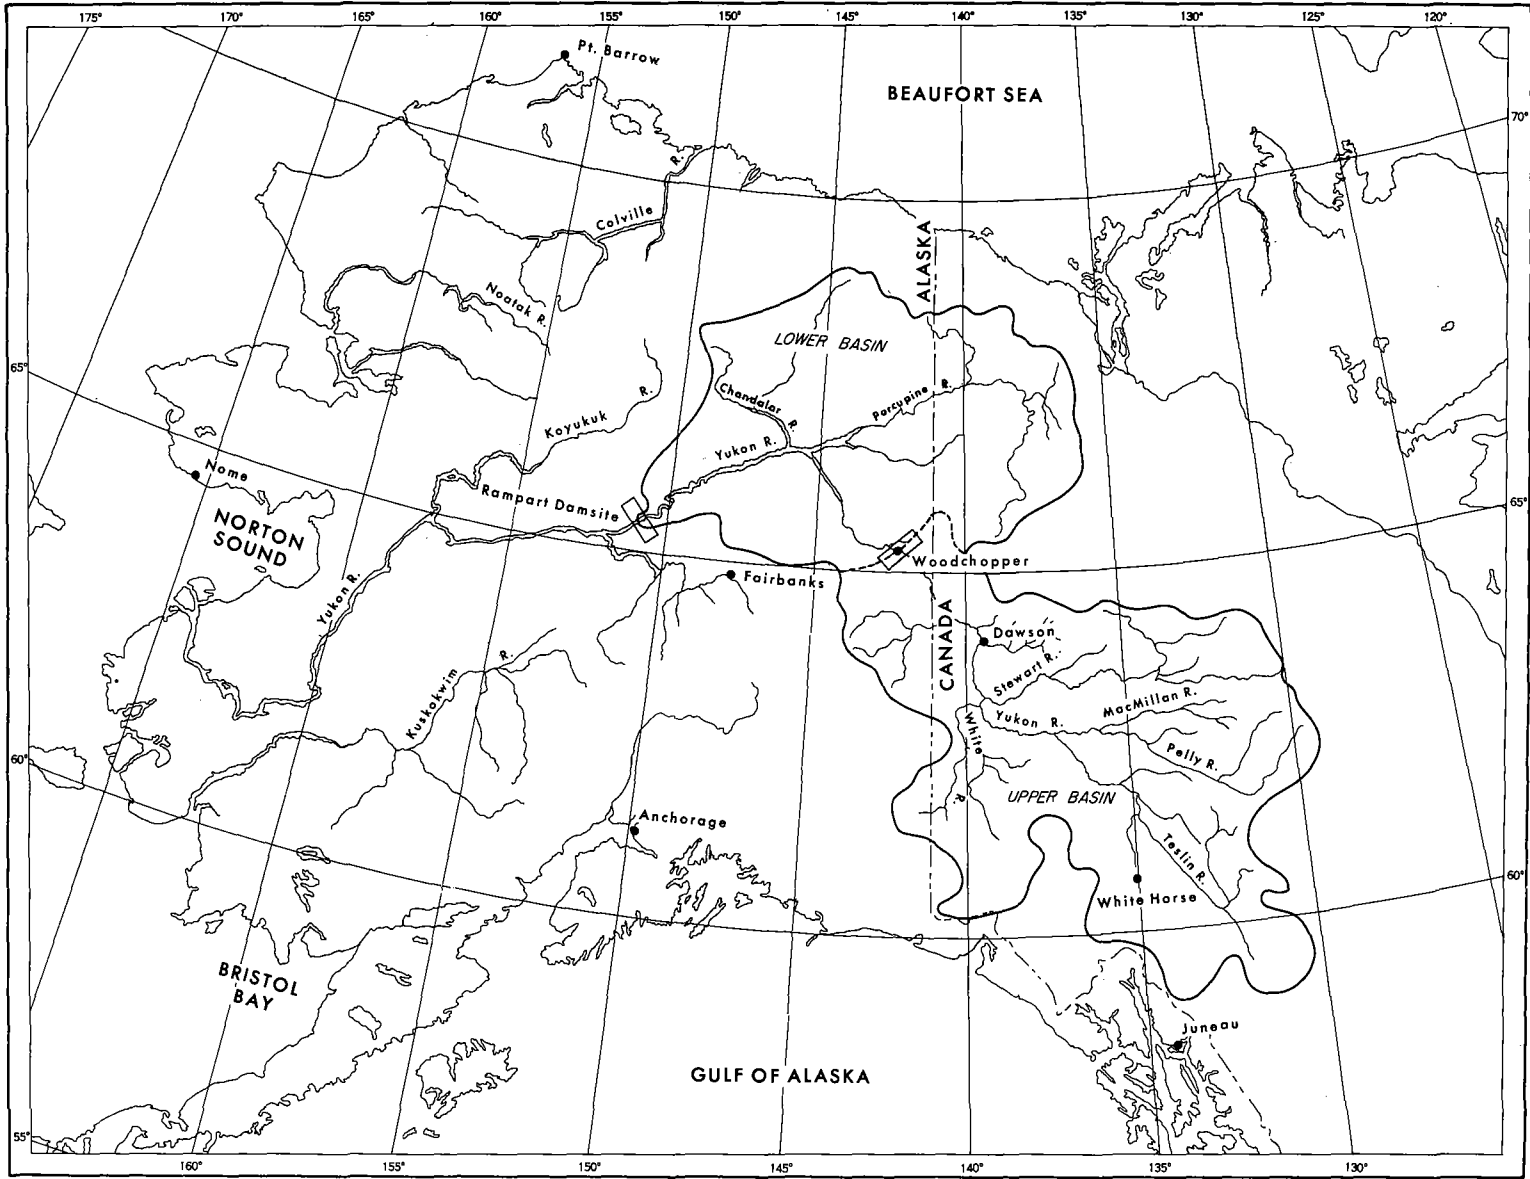 175° 170° 165° 160° 155° 150° 145° 140° 135° 130° 125° 120°
Pt. Barrow
BEAUFORT SEA
70°
R.
Colville
ALASKA
Noatak R.
LOWER BASIN
65°
Chandalar R.
Porcupine R.
Koyukuk R.
Yukon R.
Nome
Rampart Damsite
65°
NORTON
SOUND
Woodchopper
Fairbanks
Yukon R.
CANADA
Dawson
Stewart R.
Kuskokwim R.
MacMillan R.
Yukon R.
White R.
Pelly R.
60°
UPPER BASIN
Anchorage
Teslin R.
60°
White Horse
BRISTOL
BAY
Juneau
GULF OF ALASKA
55°
160° 155° 150° 145° 140° 135° 130°